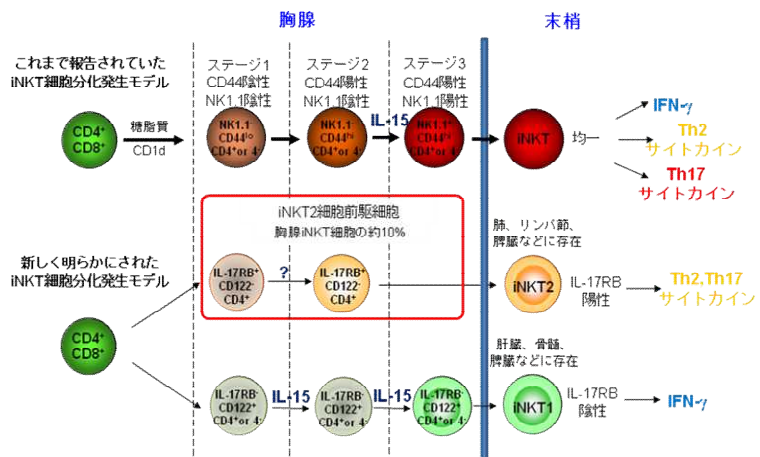 胸腺
末梢
これまで報告されていた
iNKT細胞分化発生モデル
ステージ1
CD44陰性
NK1.1陰性
ステージ2
CD44陽性
NK1.1陰性
ステージ3
CD44陽性
NK1.1陽性
CD4⁺
CD8⁺
糖脂質
CD1d
NK1.1⁻
CD44ˡᵒ
CD4⁺or 4⁻
NK1.1⁻
CD44ʰⁱ
CD4⁺or 4⁻
IL-15
NK1.1⁺
CD44ʰⁱ
CD4⁺or 4⁻
iNKT
均一
IFN-γ
Th2
サイトカイン
Th17
サイトカイン
iNKT2細胞前駆細胞
胸腺iNKT細胞の約10%
新しく明らかにされた
iNKT細胞分化発生モデル
CD4⁺
CD8⁺
IL-17RB⁺
CD122⁻
CD4⁺
?
IL-17RB⁺
CD122⁻
CD4⁺
肺、リンパ節、
脾臓などに存在
iNKT2
IL-17RB
陽性
Th2,Th17
サイトカイン
IL-17RB⁻
CD122⁺
CD4⁺or 4⁻
IL-15
IL-17RB⁻
CD122⁺
CD4⁺or 4⁻
IL-15
IL-17RB⁻
CD122⁺
CD4⁺or 4⁻
肝臓、骨髄、
脾臓などに存在
iNKT1
IL-17RB
陰性
IFN-γ